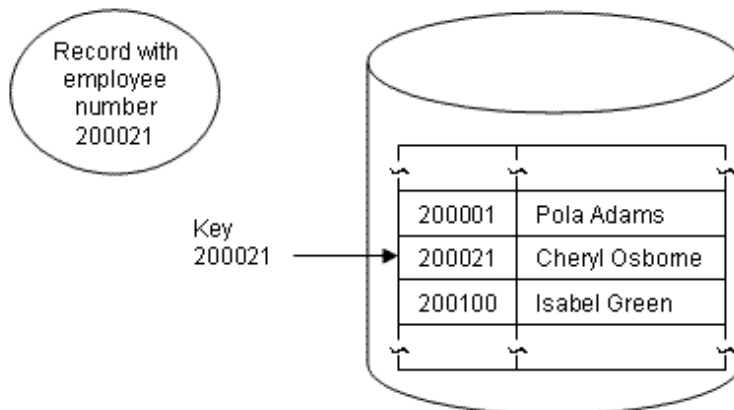 Record with
employee
number
200021
200001 Pola Adams
Key
200021
200021 Cheryl Osborne
200100 Isabel Green